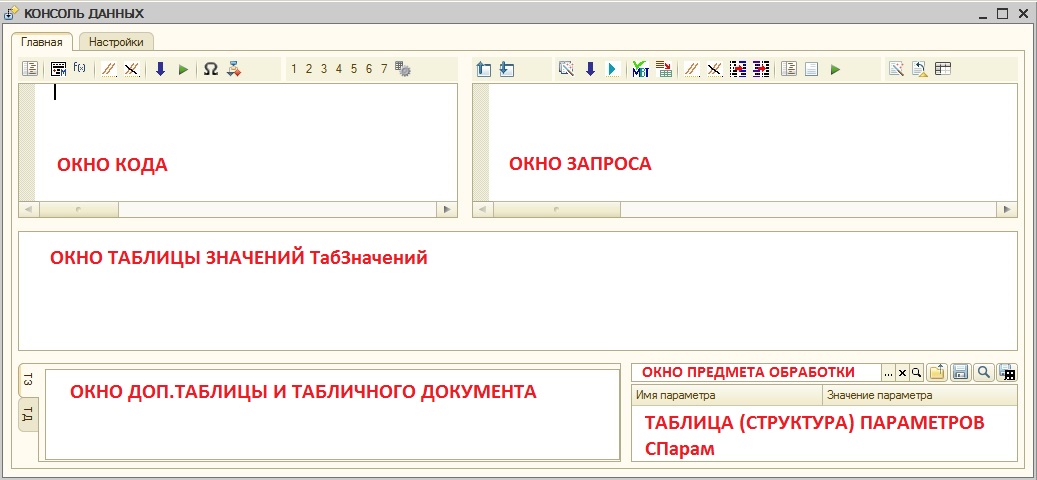 КОНСОЛЬ ДАННЫХ
Главная Настройки
f(x) 1 2 3 4 5 6 7
ОКНО КОДА
ОКНО ЗАПРОСА
ОКНО ТАБЛИЦЫ ЗНАЧЕНИЙ ТабЗначений
ТЗ
ТД
ОКНО ДОП.ТАБЛИЦЫ И ТАБЛИЧНОГО ДОКУМЕНТА
ОКНО ПРЕДМЕТА ОБРАБОТКИ ...
Имя параметра Значение параметра
ТАБЛИЦА (СТРУКТУРА) ПАРАМЕТРОВ
СПарам